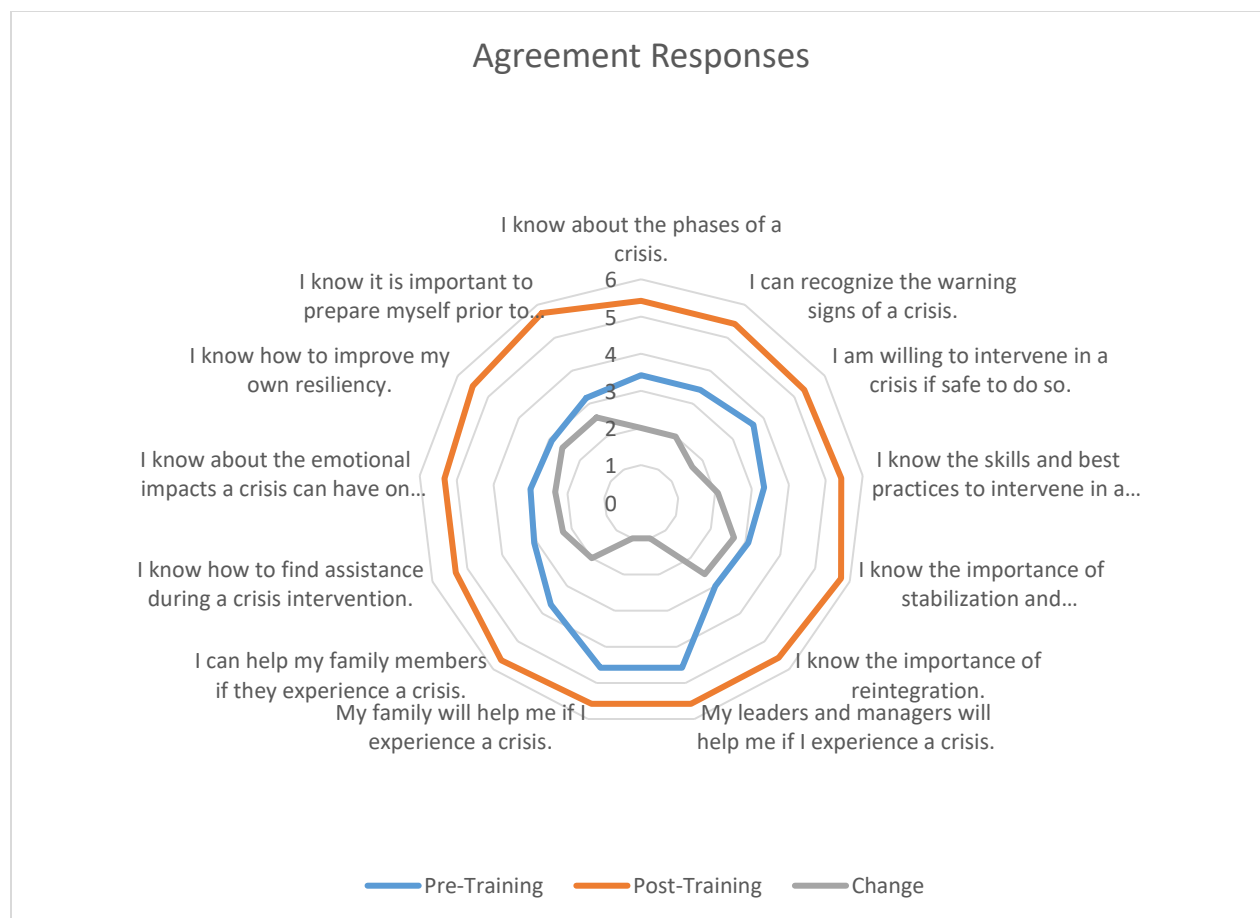 Agreement Responses
I know about the phases of a
crisis.
I can recognize the warning
signs of a crisis.
I am willing to intervene in a
crisis if safe to do so.
I know the skills and best
practices to intervene in a...
I know the importance of
stabilization and...
I know the importance of
reintegration.
My leaders and managers will
help me if I experience a crisis.
My family will help me if I
experience a crisis.
I can help my family members
if they experience a crisis.
I know how to find assistance
during a crisis intervention.
I know about the emotional
impacts a crisis can have on...
I know how to improve my
own resiliency.
I know it is important to
prepare myself prior to...
6
5
4
3
2
1
0
Pre-Training
Post-Training
Change